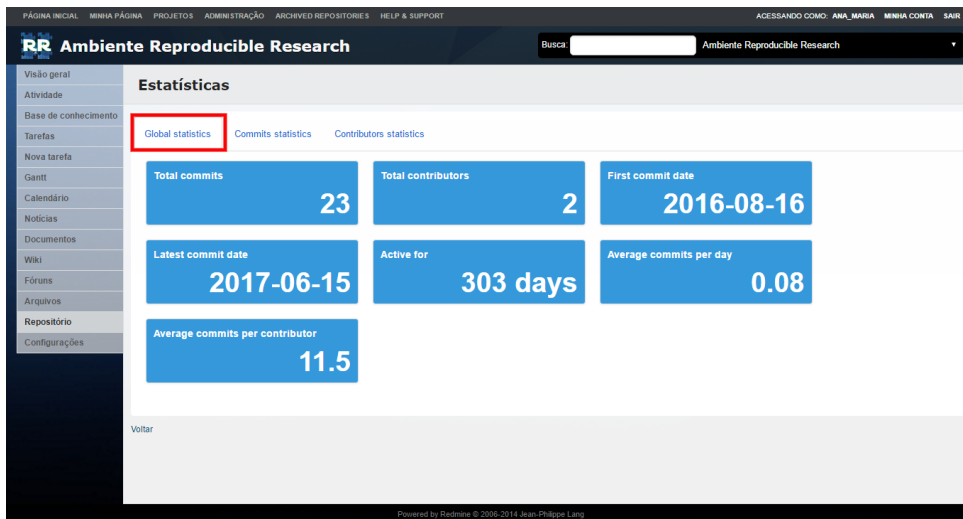 PÁGINA INICIAL MINHA PÁGINA PROJETOS ADMINISTRAÇÃO ARCHIVED REPOSITORIES HELP & SUPPORT ACESSANDO COMO: ANA_MARIA MINHA CONTA SAIR
RR Ambiente Reproducible Research Busca: Ambiente Reproducible Research
Visão geral
Atividade
Base de conhecimento
Tarefas
Nova tarefa
Gantt
Calendário
Notícias
Documentos
Wiki
Fóruns
Arquivos
Repositório
Configurações
Estatísticas
Global statistics Commits statistics Contributors statistics
Total commits
23
Total contributors
2
First commit date
2016-08-16
Latest commit date
2017-06-15
Active for
303 days
Average commits per day
0.08
Average commits per contributor
11.5
Voltar
Powered by Redmine © 2006-2014 Jean-Philippe Lang